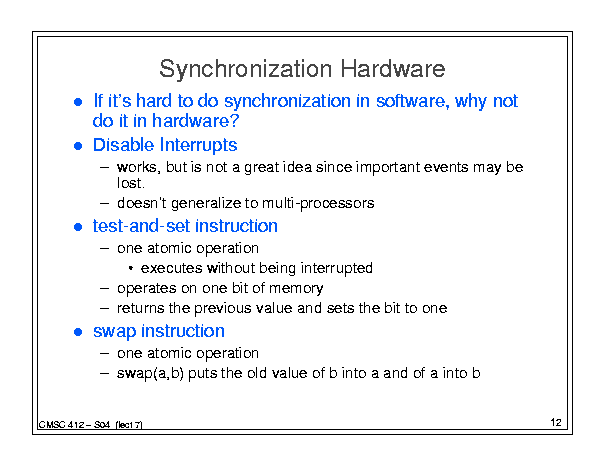 Synchronization Hardware
● If it's hard to do synchronization in software, why not
do it in hardware?
● Disable Interrupts
– works, but is not a great idea since important events may be
lost.
– doesn't generalize to multi-processors
● test-and-set instruction
– one atomic operation
• executes without being interrupted
– operates on one bit of memory
– returns the previous value and sets the bit to one
● swap instruction
– one atomic operation
– swap(a,b) puts the old value of b into a and of a into b
CMSC 412 – S04 (lect 7)
12